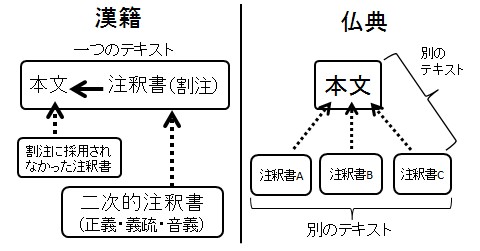 漢籍
一つのテキスト
本文
注釈書(割注)
割注に採用され
なかった注釈書
二次的注釈書
(正義・義疏・音義)
仏典
別の
テキスト
本文
注釈書A
注釈書B
注釈書C
別のテキスト